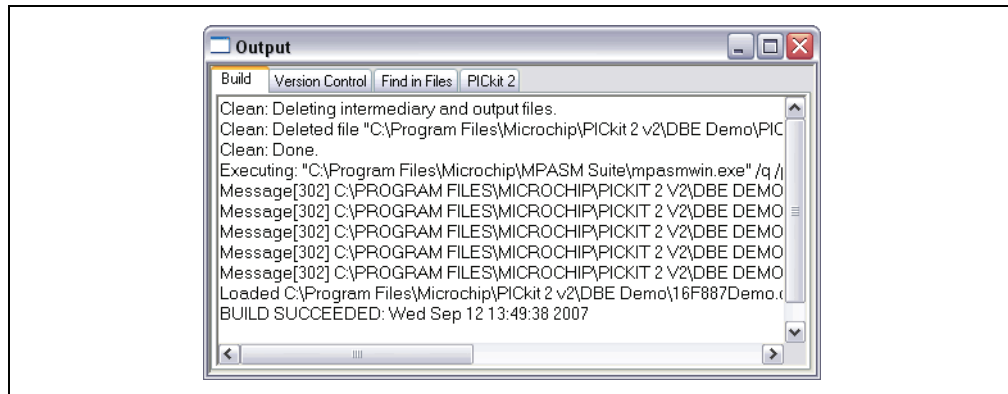 Output
Build Version Control Find in Files PICkit 2
Clean: Deleting intermediary and output files.
Clean: Deleted file "C:\Program Files\Microchip\PICkit 2 v2\DBE Demo\PIC
Clean: Done.
Executing: "C:\Program Files\Microchip\MPASM Suite\mpasmwin.exe" /q /
Message[302] C:\PROGRAM FILES\MICROCHIP\PICKIT 2 V2\DBE DEMO
Message[302] C:\PROGRAM FILES\MICROCHIP\PICKIT 2 V2\DBE DEMO
Message[302] C:\PROGRAM FILES\MICROCHIP\PICKIT 2 V2\DBE DEMO
Message[302] C:\PROGRAM FILES\MICROCHIP\PICKIT 2 V2\DBE DEMO
Message[302] C:\PROGRAM FILES\MICROCHIP\PICKIT 2 V2\DBE DEMO
Loaded C:\Program Files\Microchip\PICkit 2 v2\DBE Demo\16F887Demo.
BUILD SUCCEEDED: Wed Sep 12 13:49:38 2007